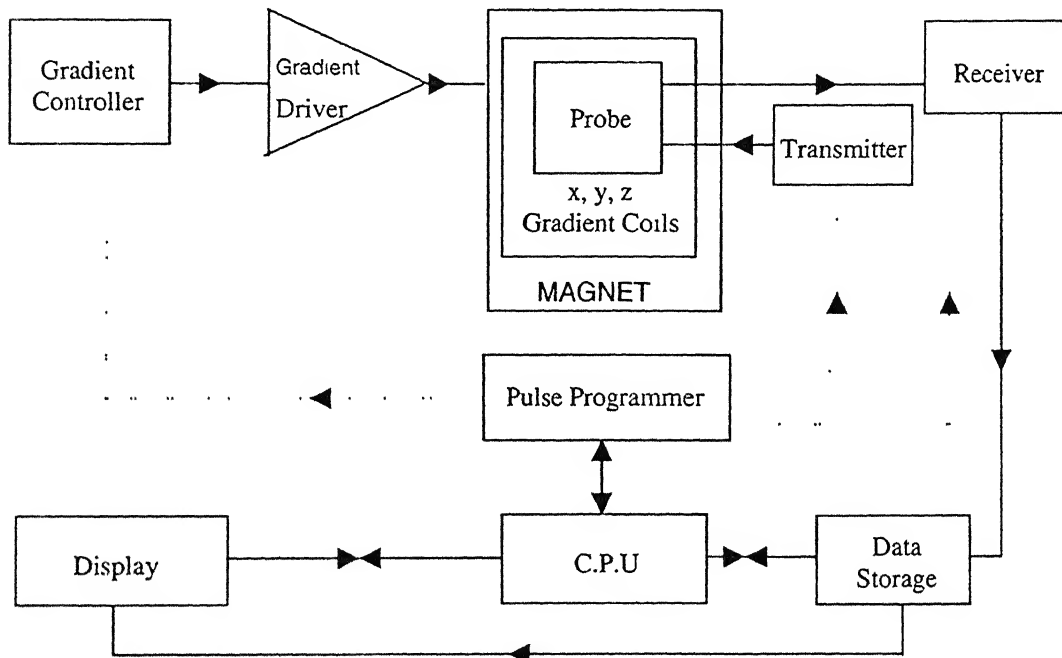 Gradient
Controller
Gradient
Driver
Probe
x, y, z
Gradient Coils
MAGNET
Receiver
Transmitter
Pulse Programmer
Display
C.P.U
Data
Storage